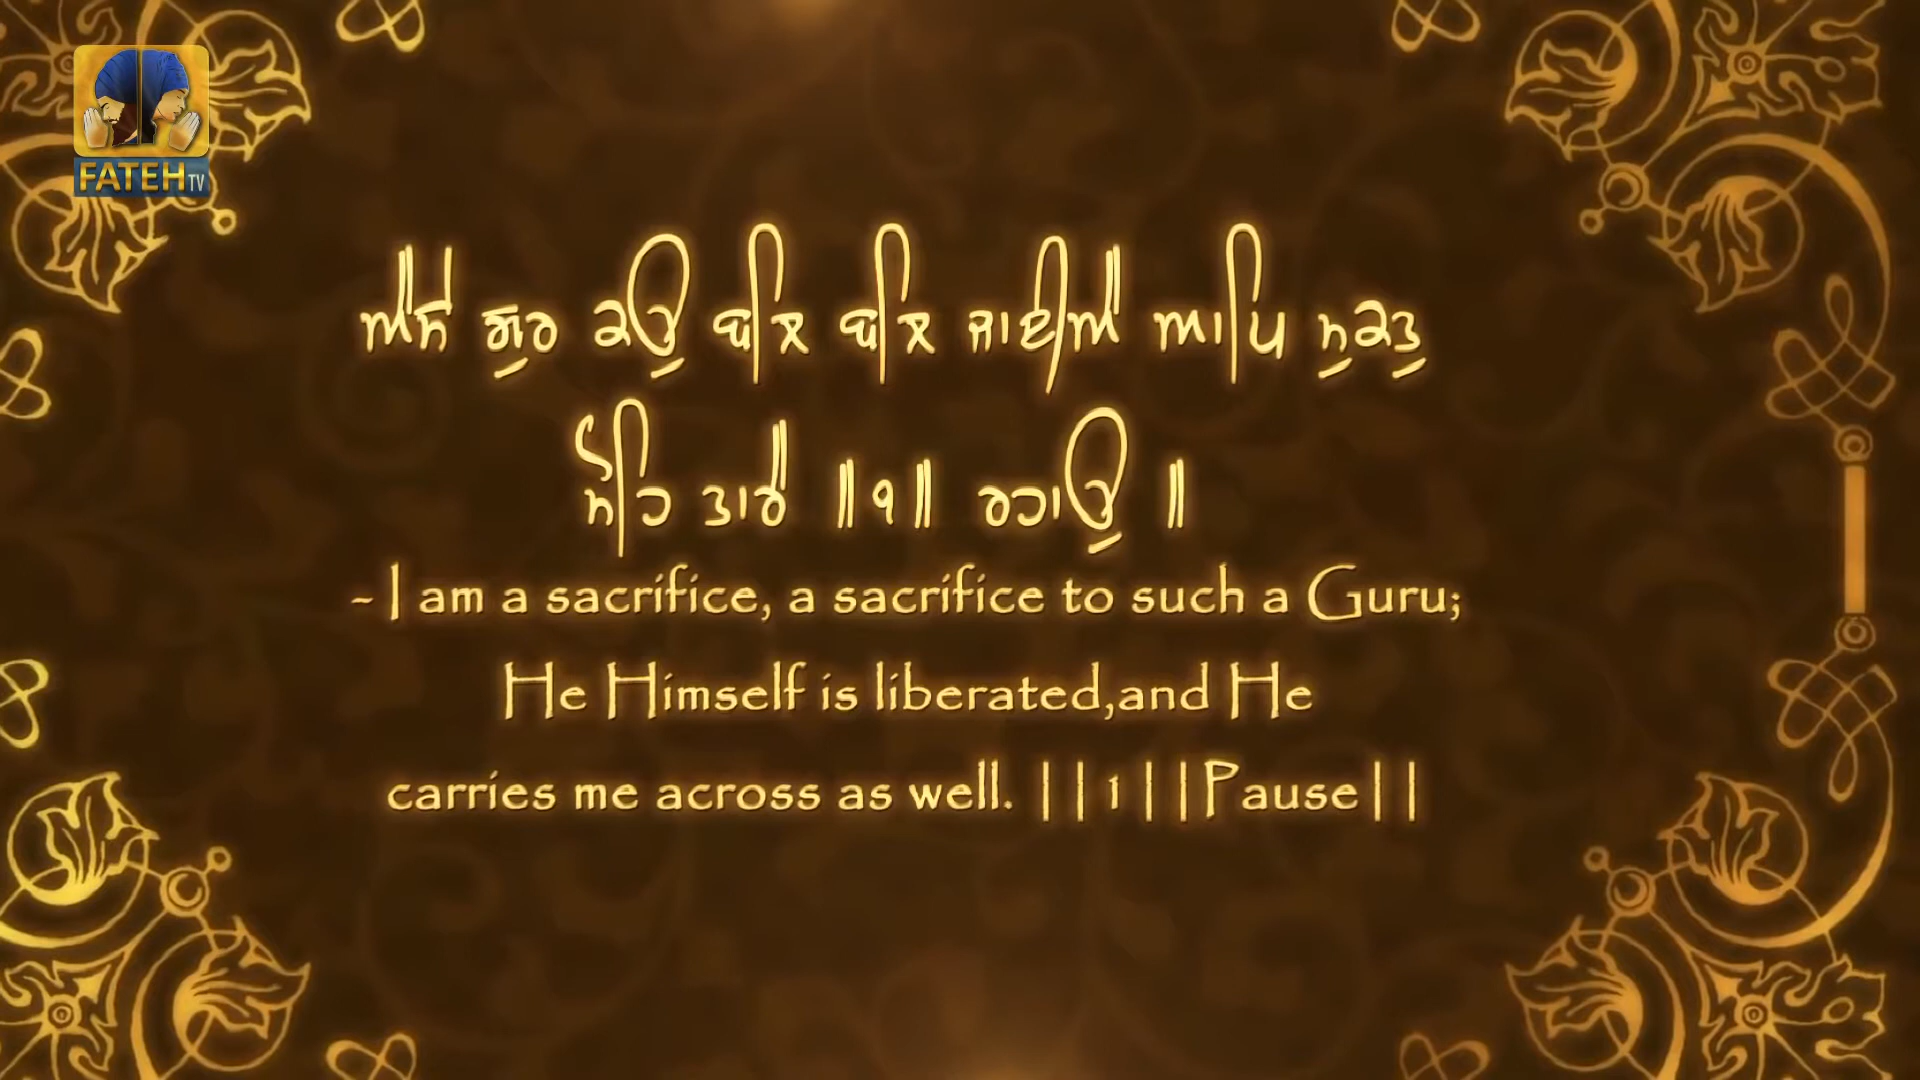 FATEH TV
ਐਸੇ ਗੁਰ ਕਉ ਬਲਿ ਬਲਿ ਜਾਈਐ ਆਪਿ ਮੁਕਤੁ
ਮੋਹਿ ਤਾਰੈ ॥੧॥ ਰਹਾਉ ॥
- I am a sacrifice, a sacrifice to such a Guru;
He Himself is liberated,and He
carries me across as well. ||1||Pause||